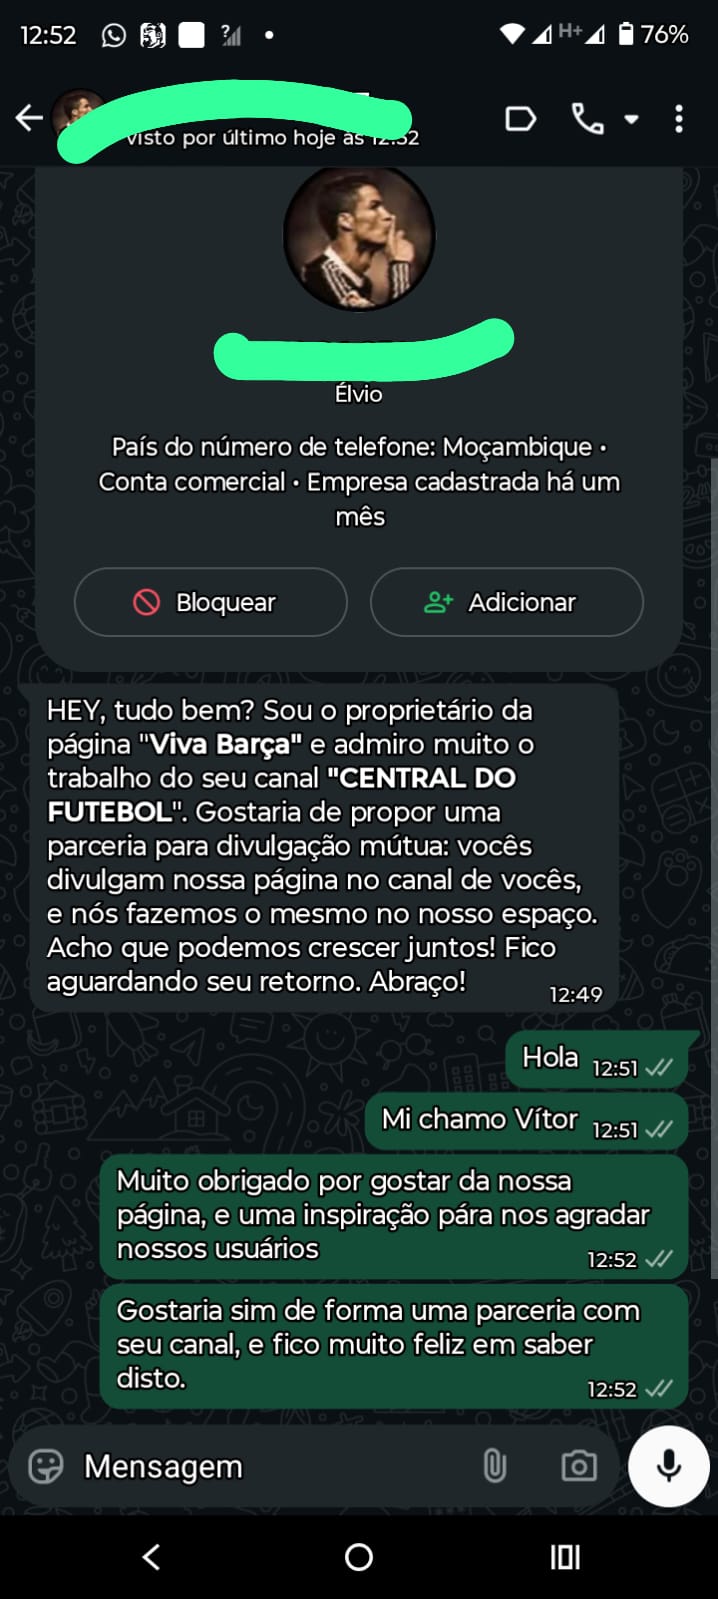 12:52
H+
76%
visto por último hoje às 12:32
Élvio
País do número de telefone: Moçambique •
Conta comercial • Empresa cadastrada há um
mês
Bloquear
Adicionar
HEY, tudo bem? Sou o proprietário da
página "Viva Barça" e admiro muito o
trabalho do seu canal "CENTRAL DO
FUTEBOL". Gostaria de propor uma
parceria para divulgação mútua: vocês
divulgam nossa página no canal de vocês,
e nós fazemos o mesmo no nosso espaço.
Acho que podemos crescer juntos! Fico
aguardando seu retorno. Abraço!
12:49
Hola 12:51
Mi chamo Vítor 12:51
Muito obrigado por gostar da nossa
página, e uma inspiração pára nos agradar
nossos usuários
12:52
Gostaria sim de forma uma parceria com
seu canal, e fico muito feliz em saber
disto.
12:52
Mensagem